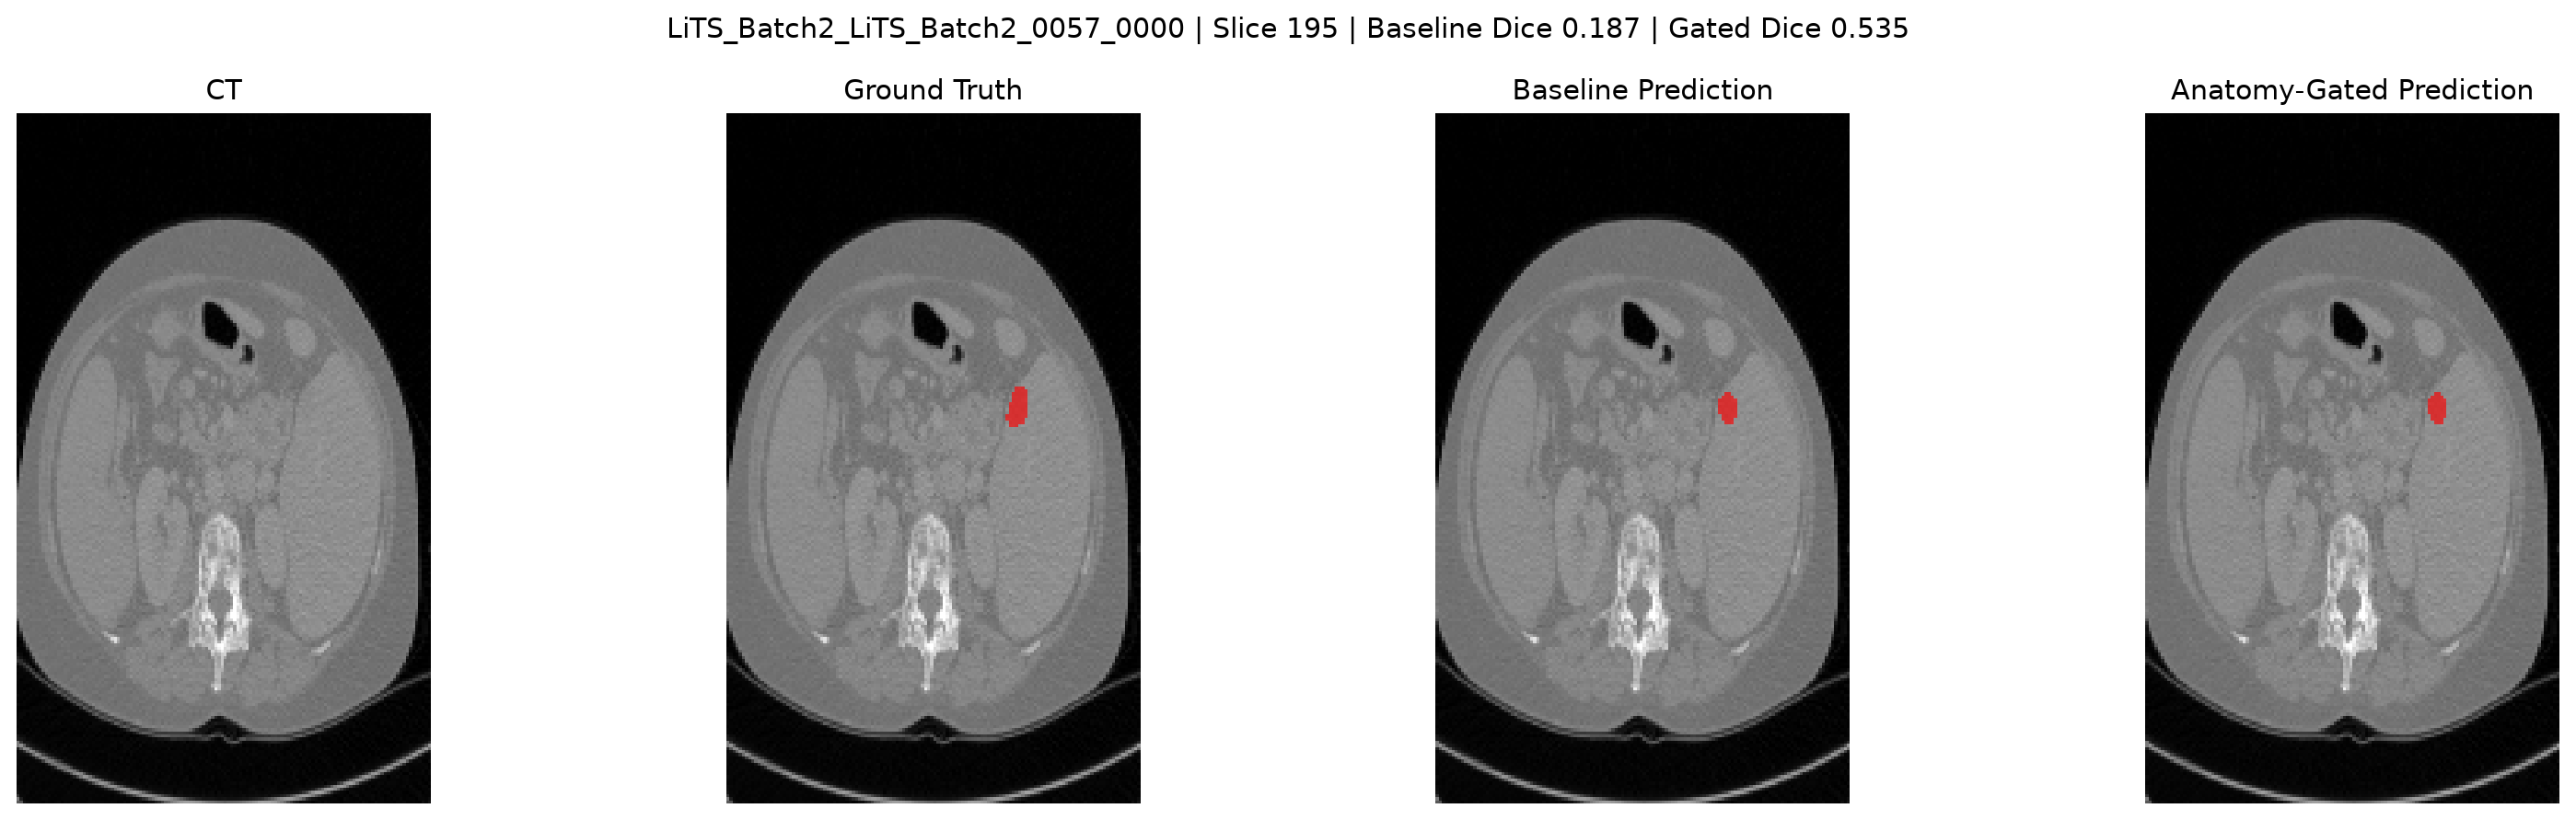 LiTS_Batch2_LiTS_Batch2_0057_0000 | Slice 195 | Baseline Dice 0.187 | Gated Dice 0.535
CT
Ground Truth
Baseline Prediction
Anatomy-Gated Prediction